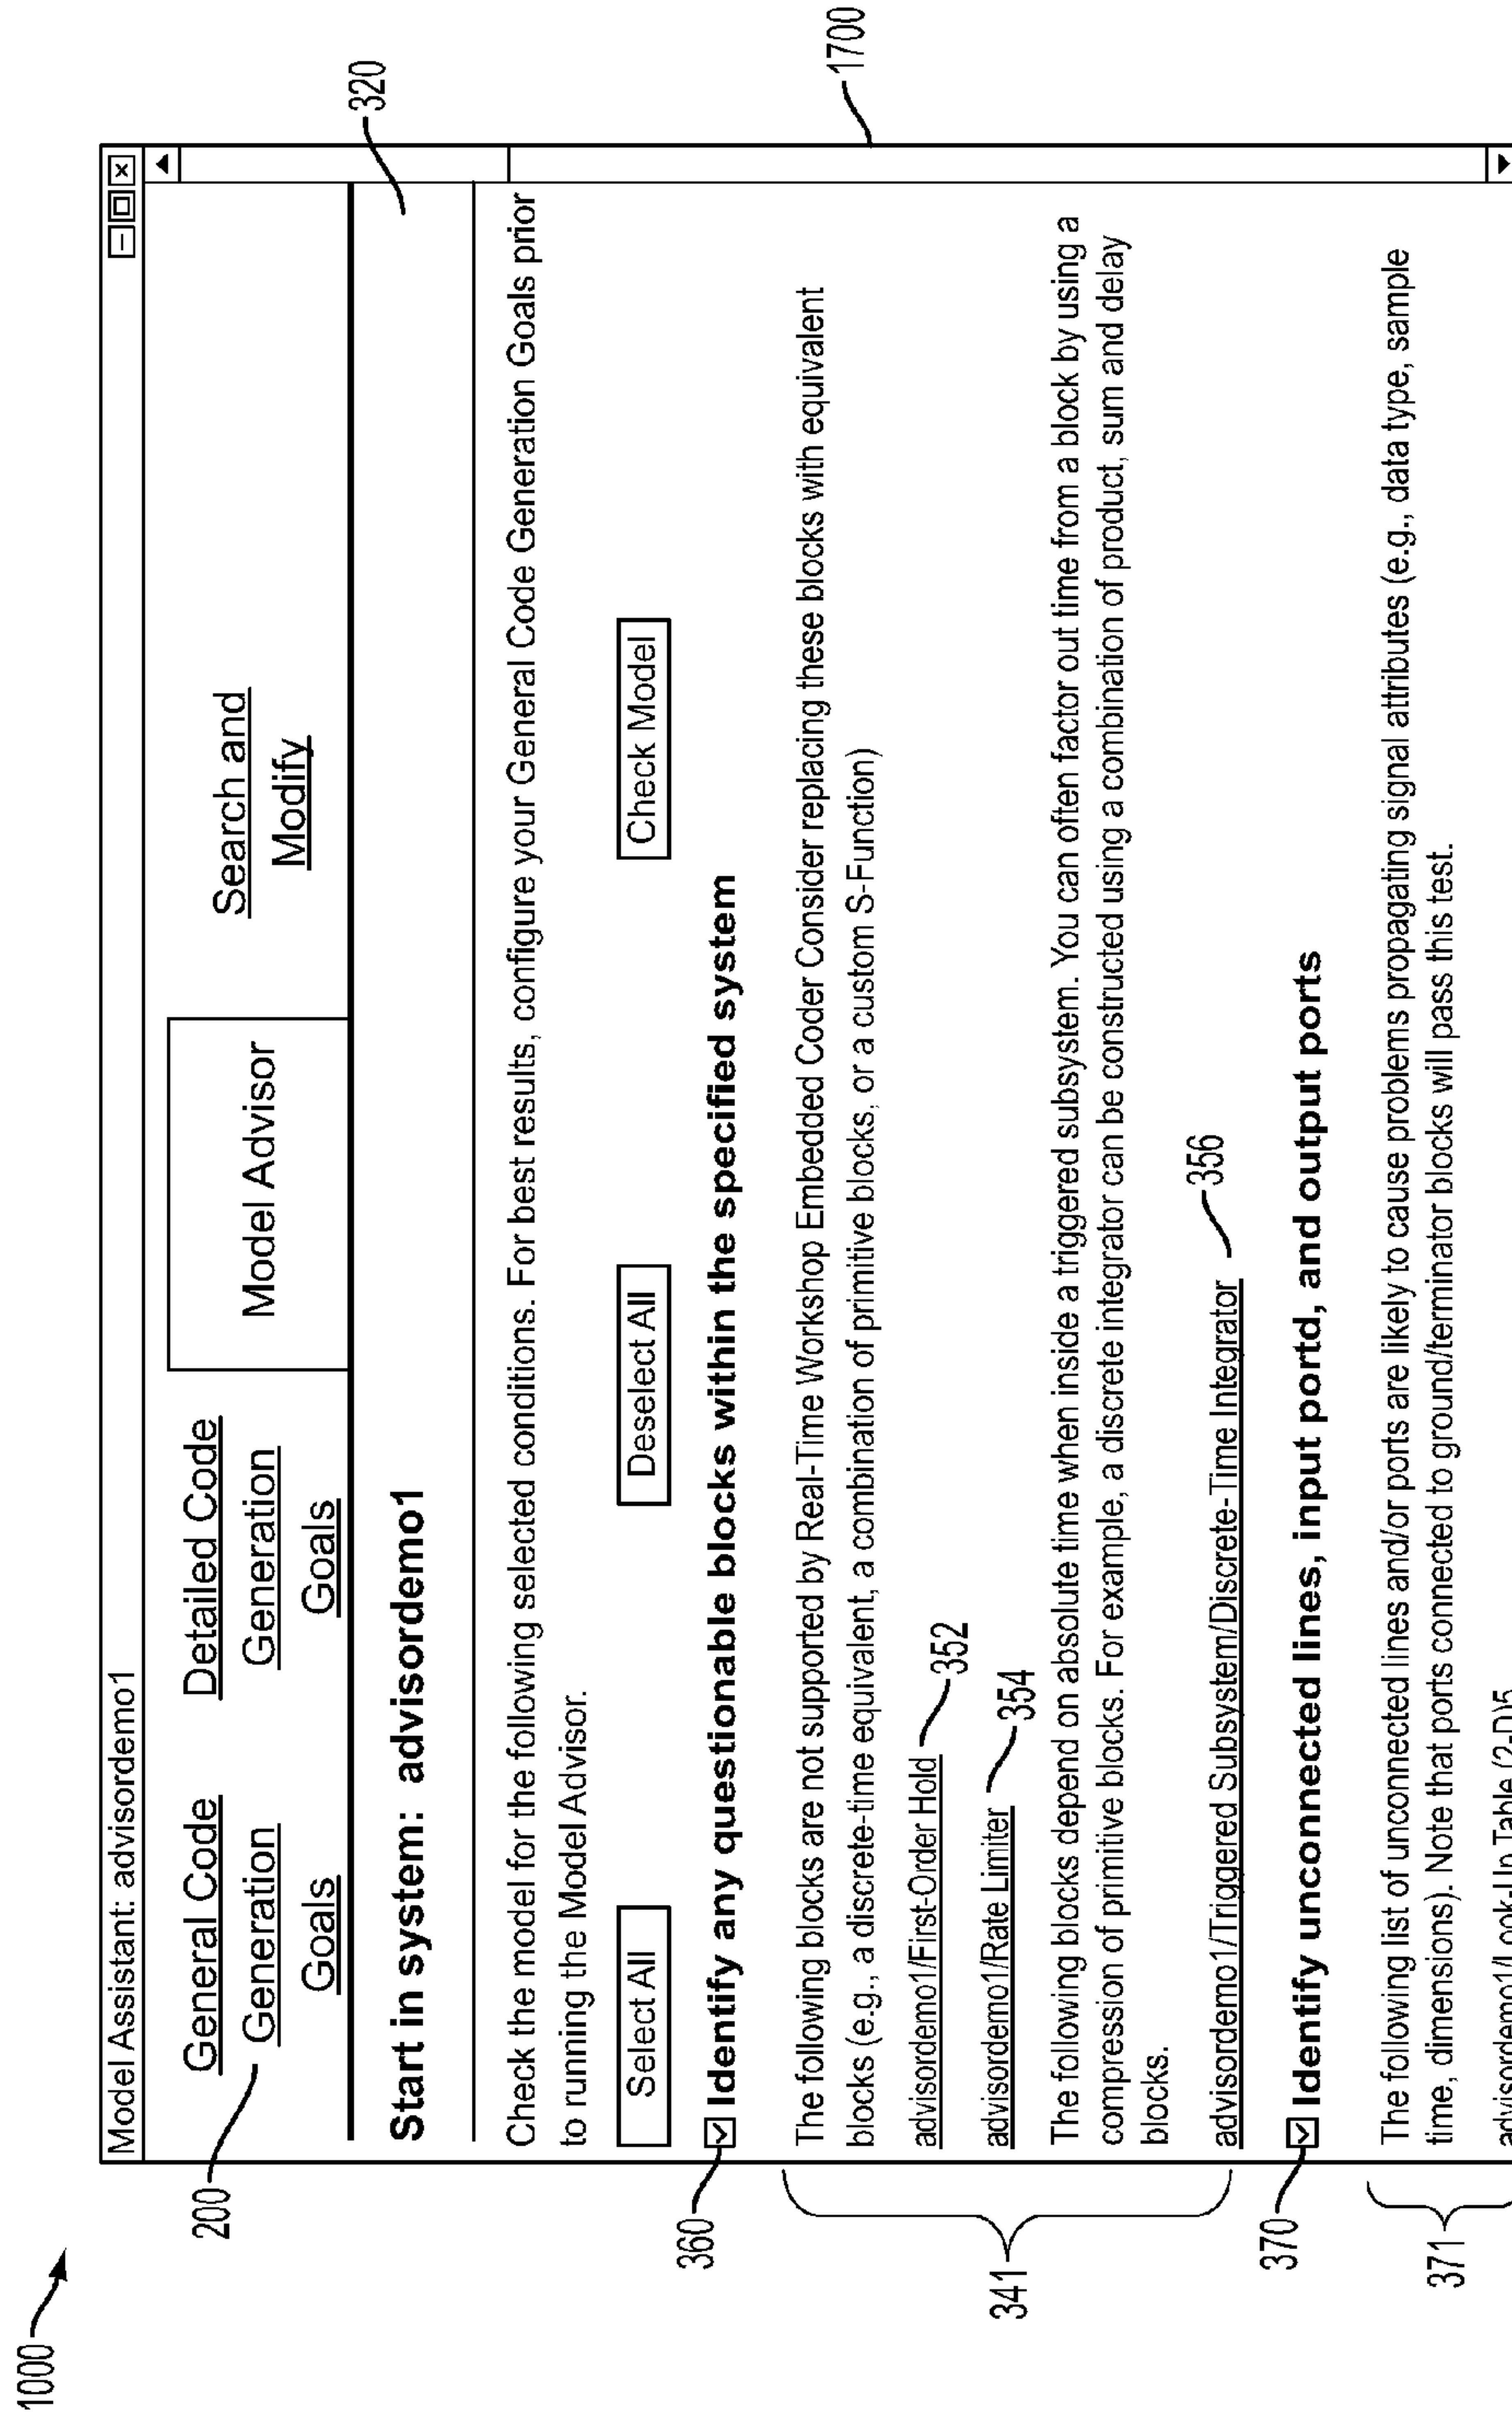 1000
Model Assistant: advisordemo1
200
General Code
Generation
Goals
Detailed Code
Generation
Goals
Model Advisor
Search and
Modify
Start in system: advisordemo1
320
Check the model for the following selected conditions. For best results, configure your General Code Generation Goals prior
to running the Model Advisor.
Select All
Deselect All
Check Model
360
Identify any questionable blocks within the specified system
The following blocks are not supported by Real-Time Workshop Embedded Coder Consider replacing these blocks with equivalent
blocks (e.g., a discrete-time equivalent, a combination of primitive blocks, or a custom S-Function)
1700
advisordemo1/First-Order Hold
352
advisordemo1/Rate Limiter
354
341
The following blocks depend on absolute time when inside a triggered subsystem. You can often factor out time from a block by using a
compression of primitive blocks. For example, a discrete integrator can be constructed using a combination of product, sum and delay
blocks.
advisordemo1/Triggered Subsystem/Discrete-Time Integrator
356
370
Identify unconnected lines, input portd, and output ports
The following list of unconnected lines and/or ports are likely to cause problems propagating signal attributes (e.g., data type, sample
time, dimensions). Note that ports connected to ground/terminator blocks will pass this test.
371
advisordemo1/Look-Up Table (2-D)5